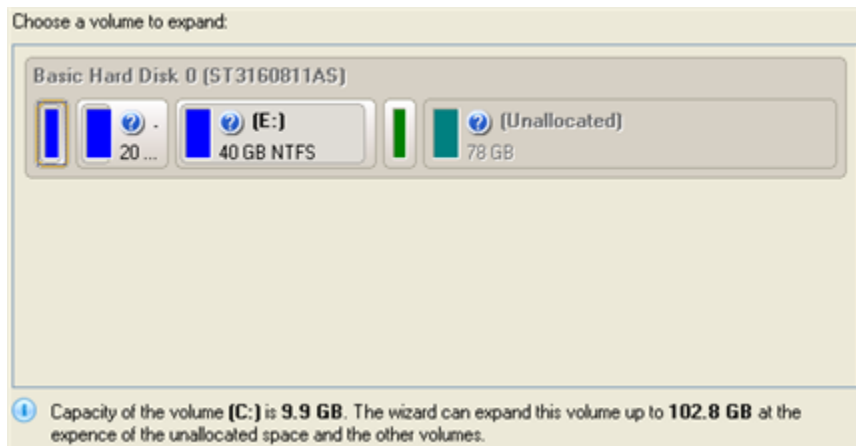 Choose a volume to expand:
Basic Hard Disk 0 (ST3160811AS)
.
20 ...
(E:)
40 GB NTFS
(Unallocated)
78 GB
Capacity of the volume (C:) is 9.9 GB. The wizard can expand this volume up to 102.8 GB at the
expence of the unallocated space and the other volumes.